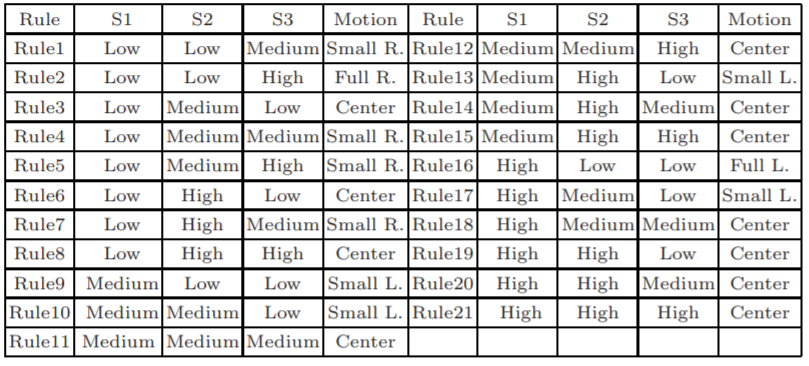 Rule S1 S2 S3 Motion Rule S1 S2 S3 Motion
Rule1 Low Low Medium Small R. Rule12 Medium Medium High Center
Rule2 Low Low High Full R. Rule13 Medium High Low Small L.
Rule3 Low Medium Low Center Rule14 Medium High Medium Center
Rule4 Low Medium Medium Small R. Rule15 Medium High High Center
Rule5 Low Medium High Small R. Rule16 High Low Low Full L.
Rule6 Low High Low Center Rule17 High Medium Low Small L.
Rule7 Low High Medium Small R. Rule18 High Medium Medium Center
Rule8 Low High High Center Rule19 High High Low Center
Rule9 Medium Low Low Small L. Rule20 High High Medium Center
Rule10 Medium Medium Low Small L. Rule21 High High High Center
Rule11 Medium Medium Medium Center